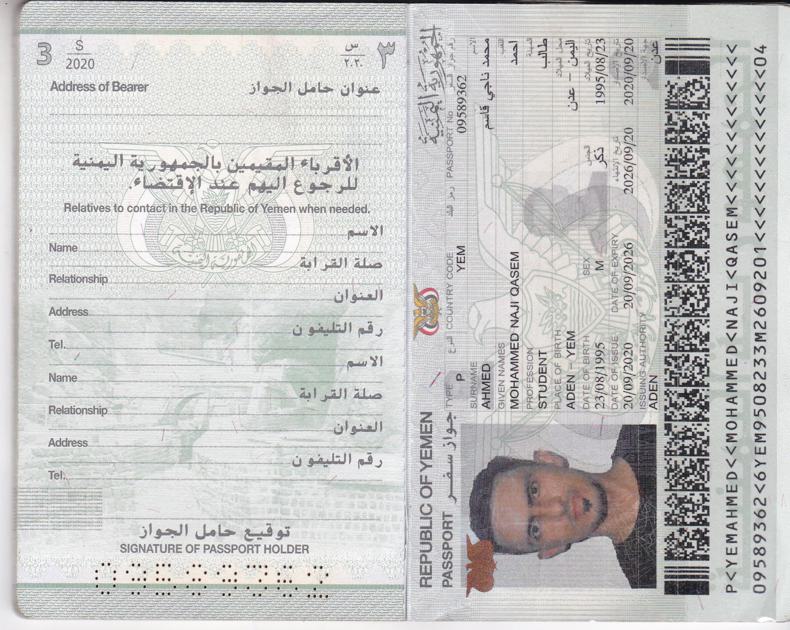 3
S
2020
س
٢٠٢٠
٣
Address of Bearer
عنوان حامل الجواز
الأقرباء المقيمين بالجمهورية اليمنية
للرجوع اليهم عند الإقتضاء
Relatives to contact in the Republic of Yemen when needed.
Name
الاسم
Relationship
صلة القرابة
Address
العنوان
Tel.
رقم التليفون
Name
الاسم
Relationship
صلة القرابة
Address
العنوان
Tel.
رقم التليفون
توقيع حامل الجواز
SIGNATURE OF PASSPORT HOLDER
REPUBLIC OF YEMEN
الجمهورية اليمنية
PASSPORT جواز سفر TYPE النوع COUNTRY CODE رمز البلد PASSPORT No رقم جواز السفر
P YEM 09589362
SURNAME الاسم
AHMED محمد ناجي قاسم
GIVEN NAMES اللقب
MOHAMMED NAJI QASEM احمد
PROFESSION المهنة
STUDENT طالب
PLACE OF BIRTH محل الميلاد
ADEN - YEM اليمن - عدن
DATE OF BIRTH SEX الجنس تاريخ الميلاد
23/08/1995 M ذكر 1995/08/23
DATE OF ISSUE DATE OF EXPIRY تاريخ الإنتهاء تاريخ الإصدار
20/09/2020 20/09/2026 2026/09/20 2020/09/20
ISSUING AUTHORITY جهة الاصدار
ADEN عدن
P<YEMAHMED<<MOHAMMED<NAJI<QASEM<<<<<<<<<<<<<
09589362<6YEM9508233M2609201<<<<<<<<<<<<<<04